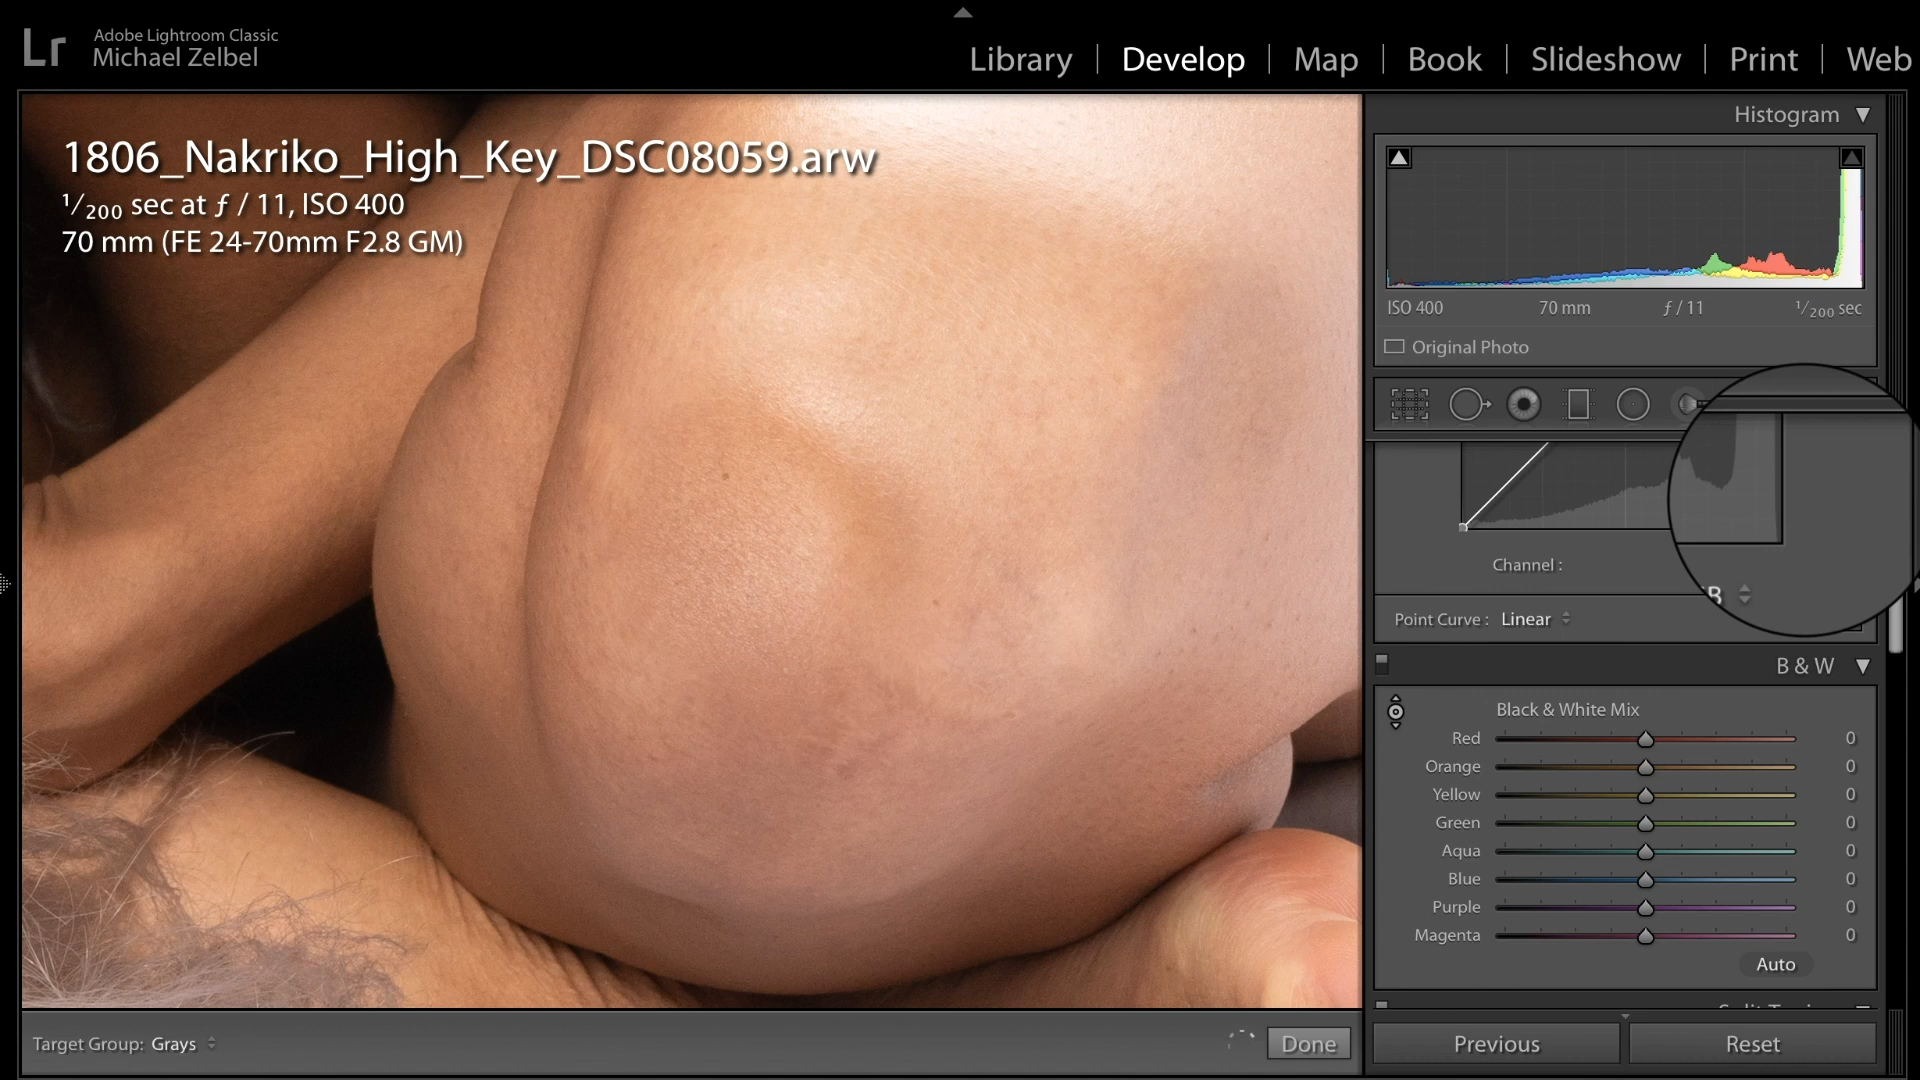 Adobe Lightroom Classic
Michael Zelbel
Library | Develop | Map | Book | Slideshow | Print | Web
1806_Nakriko_High_Key_DSC08059.arw
1/200 sec at ƒ / 11, ISO 400
70 mm (FE 24-70mm F2.8 GM)
Histogram
ISO 400 70 mm ƒ / 11 1/200 sec
Original Photo
Channel :
B
Point Curve : Linear
B & W
Black & White Mix
Red 0
Orange 0
Yellow 0
Green 0
Aqua 0
Blue 0
Purple 0
Magenta 0
Auto
Target Group: Grays
Done
Previous
Reset